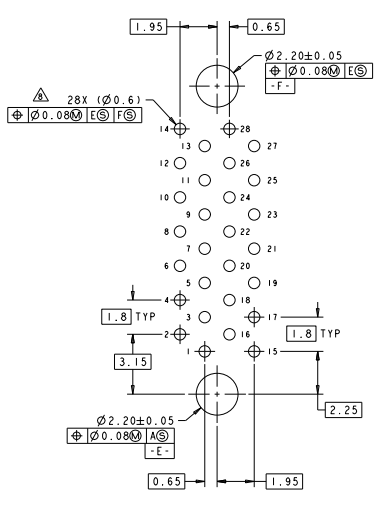 1.95 0.65
Ø2.20±0.05
⌖ Ø0.08Ⓜ EⓈ
-F-
8 28X (Ø0.6)
⌖ Ø0.08Ⓜ EⓈ FⓈ
14 28
13 27
12 26
11 25
10 24
9 23
8 22
7 21
6 20
5 19
4 18
1.8 TYP 3 17
2 16 1.8 TYP
1 15
3.15
2.25
Ø2.20±0.05
⌖ Ø0.08Ⓜ AⓈ
-E-
0.65 1.95